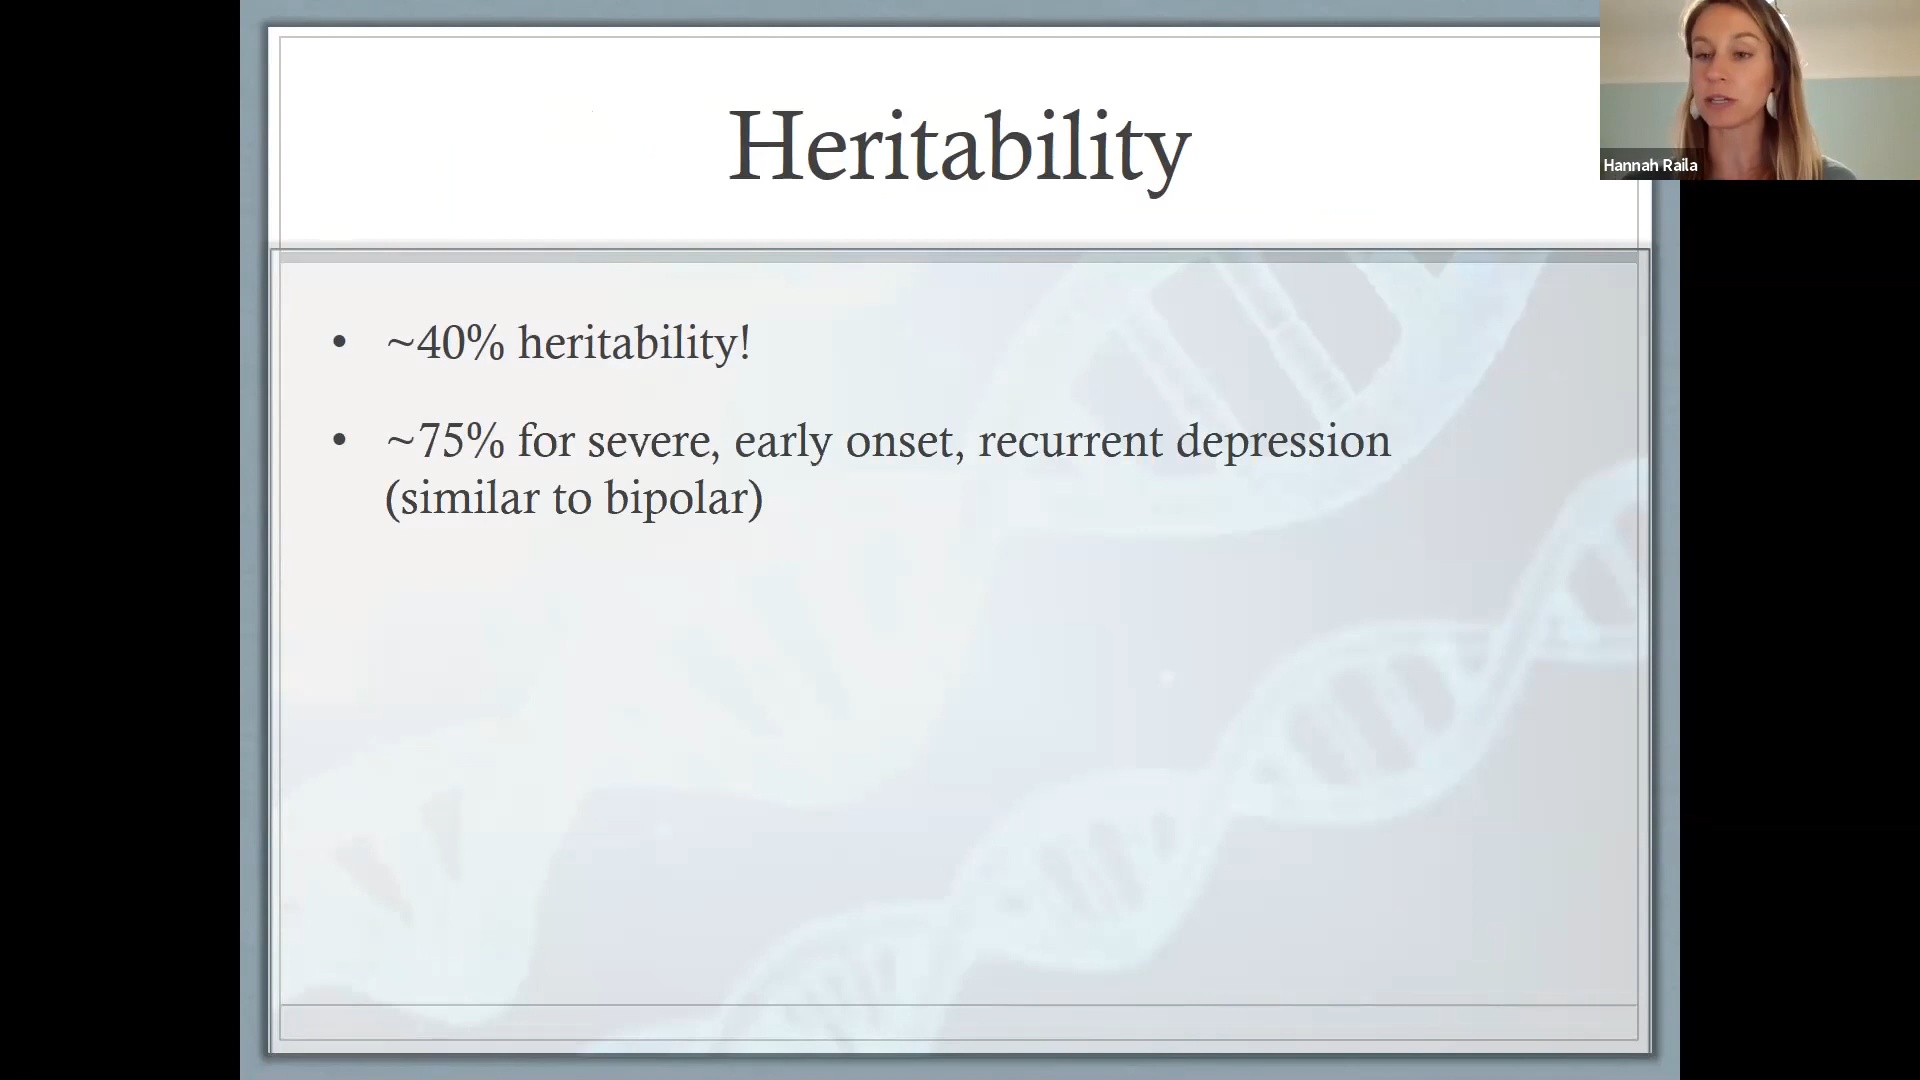 Heritability
Hannah Raila
• ~40% heritability!
• ~75% for severe, early onset, recurrent depression
(similar to bipolar)